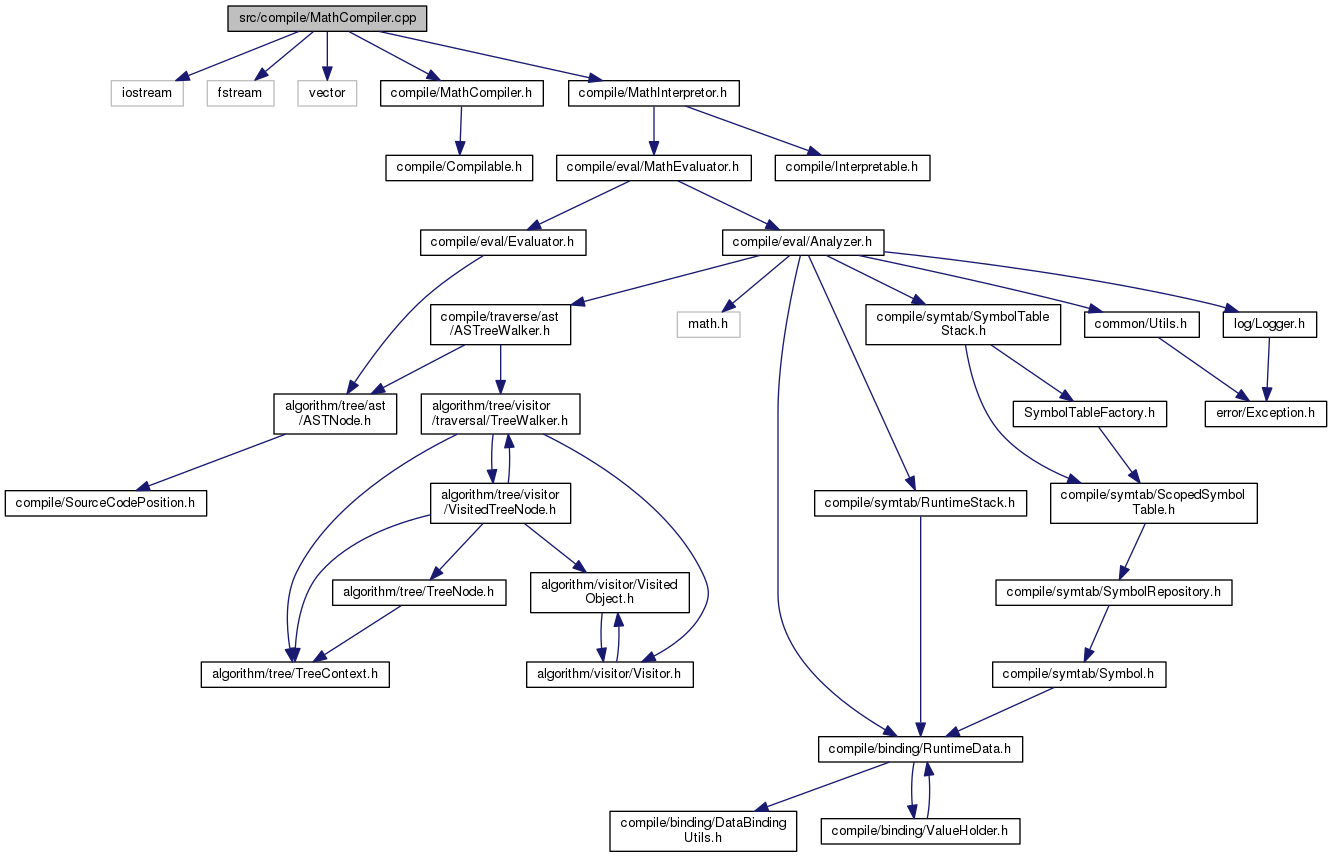 src/compile/MathCompiler.cpp
iostream
fstream
vector
compile/MathCompiler.h
compile/MathInterpretor.h
compile/Compilable.h
compile/eval/MathEvaluator.h
compile/Interpretable.h
compile/eval/Evaluator.h
compile/eval/Analyzer.h
compile/traverse/ast
/ASTreeWalker.h
math.h
compile/symtab/SymbolTable
Stack.h
common/Utils.h
log/Logger.h
algorithm/tree/ast
/ASTNode.h
algorithm/tree/visitor
/traversal/TreeWalker.h
SymbolTableFactory.h
error/Exception.h
compile/SourceCodePosition.h
algorithm/tree/visitor
/VisitedTreeNode.h
compile/symtab/RuntimeStack.h
compile/symtab/ScopedSymbol
Table.h
algorithm/tree/TreeNode.h
algorithm/visitor/Visited
Object.h
compile/symtab/SymbolRepository.h
algorithm/tree/TreeContext.h
algorithm/visitor/Visitor.h
compile/symtab/Symbol.h
compile/binding/RuntimeData.h
compile/binding/DataBinding
Utils.h
compile/binding/ValueHolder.h